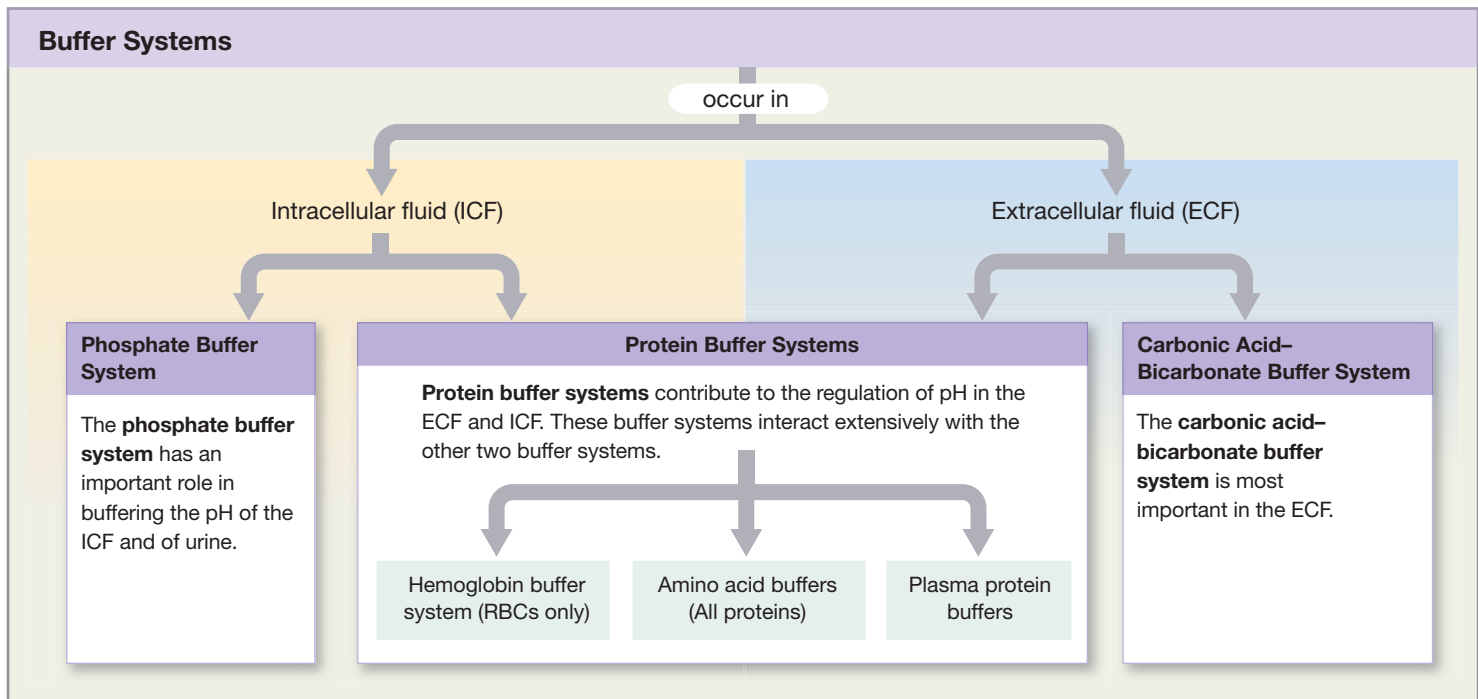 Buffer Systems
occur in
Intracellular fluid (ICF)
Extracellular fluid (ECF)
Phosphate Buffer
System
The phosphate buffer
system has an
important role in
buffering the pH of the
ICF and of urine.
Protein Buffer Systems
Protein buffer systems contribute to the regulation of pH in the
ECF and ICF. These buffer systems interact extensively with the
other two buffer systems.
Hemoglobin buffer
system (RBCs only)
Amino acid buffers
(All proteins)
Plasma protein
buffers
Carbonic Acid–
Bicarbonate Buffer System
The carbonic acid–
bicarbonate buffer
system is most
important in the ECF.